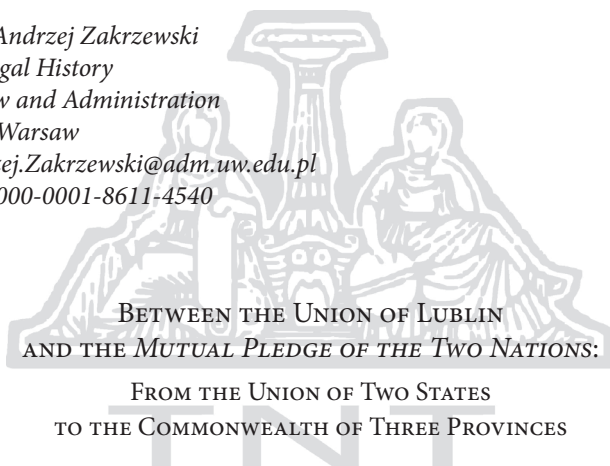 Andrzej Zakrzewski
gal History
w and Administration
Warsaw
ej.Zakrzewski@adm.uw.edu.pl
000-0001-8611-4540
Between the Union of Lublin
and the Mutual Pledge of the Two Nations:
From the Union of Two States
to the Commonwealth of Three Provinces
TNT